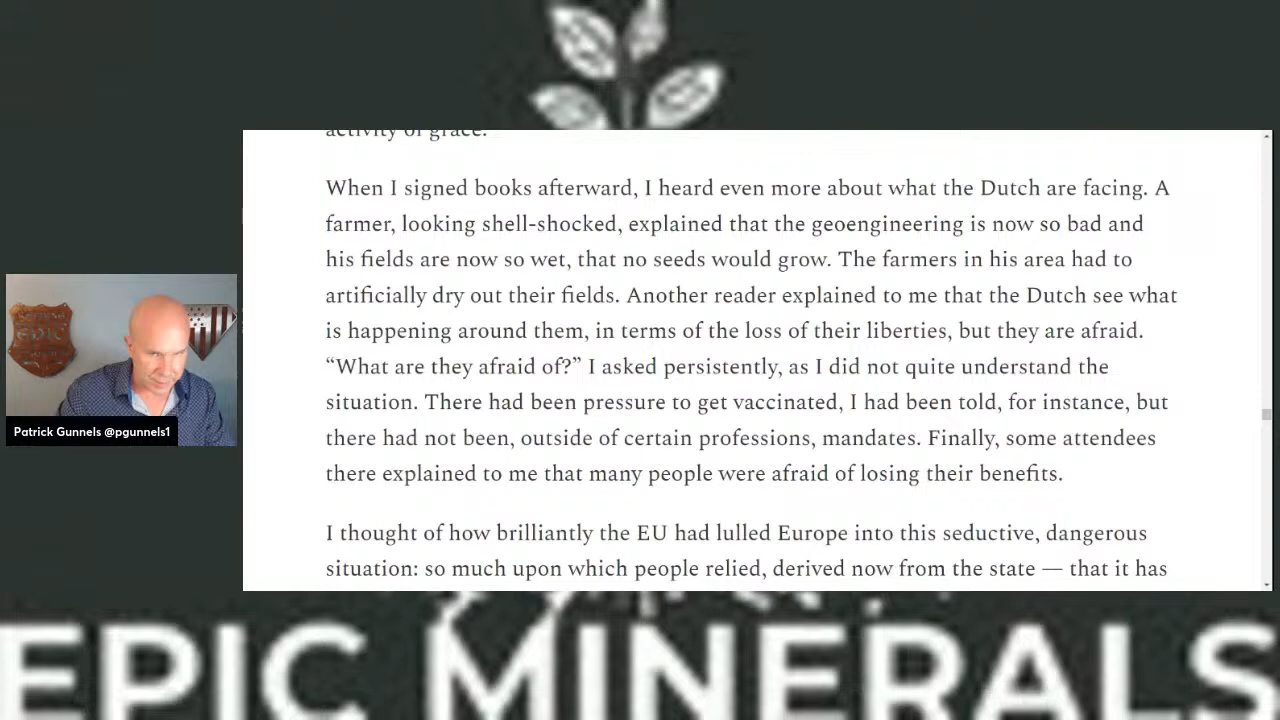 activity of grace.
When I signed books afterward, I heard even more about what the Dutch are facing. A
farmer, looking shell-shocked, explained that the geoengineering is now so bad and
his fields are now so wet, that no seeds would grow. The farmers in his area had to
artificially dry out their fields. Another reader explained to me that the Dutch see what
is happening around them, in terms of the loss of their liberties, but they are afraid.
“What are they afraid of?” I asked persistently, as I did not quite understand the
situation. There had been pressure to get vaccinated, I had been told, for instance, but
there had not been, outside of certain professions, mandates. Finally, some attendees
there explained to me that many people were afraid of losing their benefits.
I thought of how brilliantly the EU had lulled Europe into this seductive, dangerous
situation: so much upon which people relied, derived now from the state — that it has
EPIC
Patrick Gunnels @pgunnels1
EPIC MINERALS